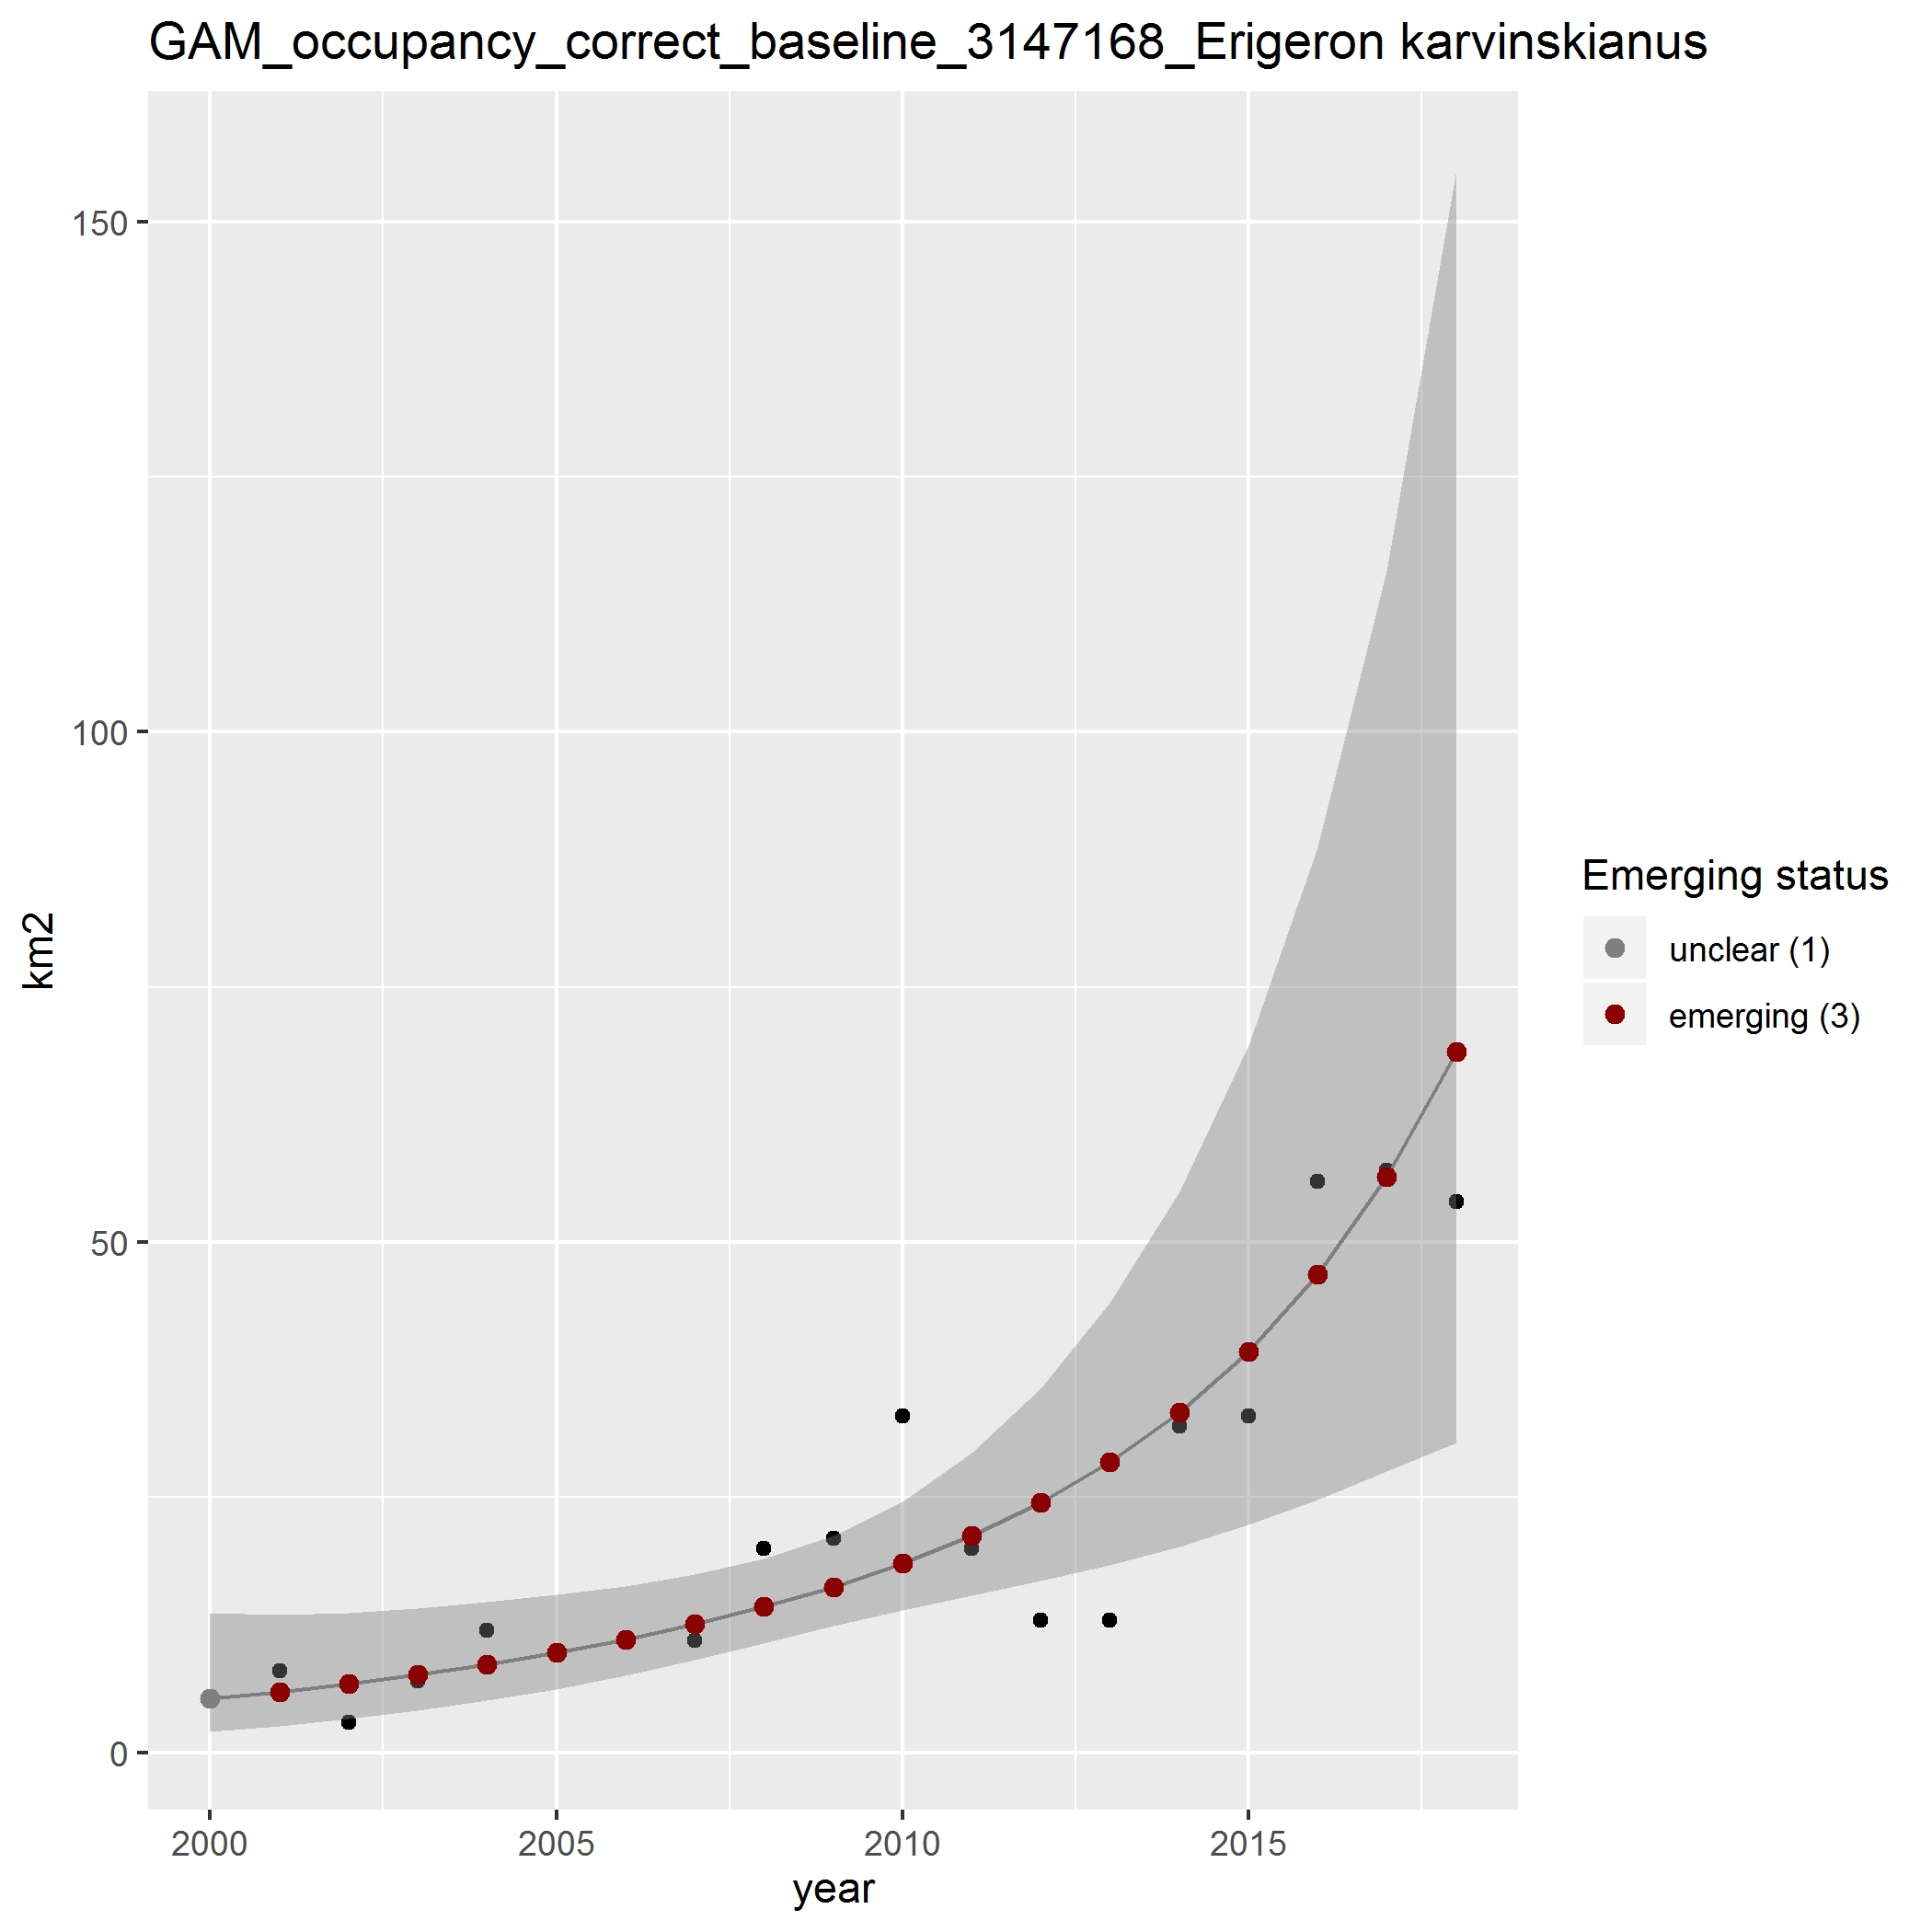 GAM_occupancy_correct_baseline_3147168_Erigeron karvinskianus
150
100
50
0
km2
2000 2005 2010 2015
year
Emerging status
unclear (1)
emerging (3)